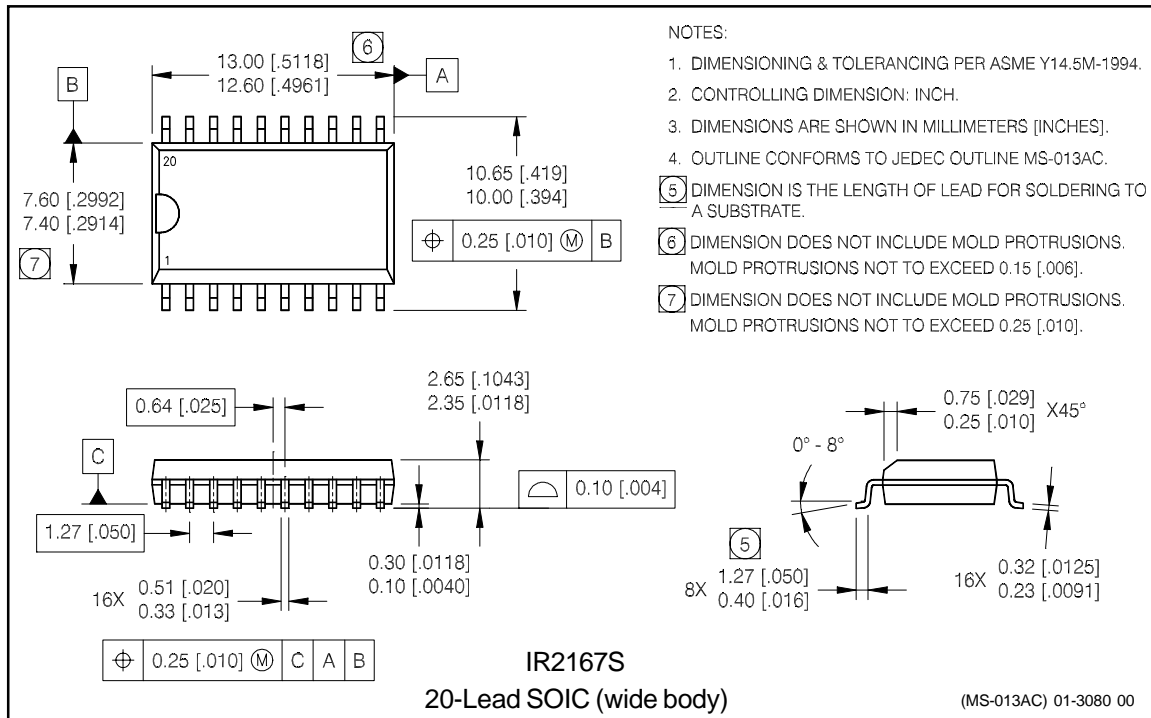 6
13.00 [.5118]
12.60 [.4961]
A
B
20
1
7.60 [.2992]
7.40 [.2914]
7
10.65 [.419]
10.00 [.394]
⌖ 0.25 [.010] Ⓜ B
NOTES:
1. DIMENSIONING & TOLERANCING PER ASME Y14.5M-1994.
2. CONTROLLING DIMENSION: INCH.
3. DIMENSIONS ARE SHOWN IN MILLIMETERS [INCHES].
4. OUTLINE CONFORMS TO JEDEC OUTLINE MS-013AC.
5 DIMENSION IS THE LENGTH OF LEAD FOR SOLDERING TO
A SUBSTRATE.
6 DIMENSION DOES NOT INCLUDE MOLD PROTRUSIONS.
MOLD PROTRUSIONS NOT TO EXCEED 0.15 [.006].
7 DIMENSION DOES NOT INCLUDE MOLD PROTRUSIONS.
MOLD PROTRUSIONS NOT TO EXCEED 0.25 [.010].
0.64 [.025]
2.65 [.1043]
2.35 [.0118]
C
⌓ 0.10 [.004]
1.27 [.050]
0.30 [.0118]
0.10 [.0040]
16X 0.51 [.020]
0.33 [.013]
⌖ 0.25 [.010] Ⓜ C A B
0.75 [.029]
0.25 [.010] X45°
0° - 8°
5
8X 1.27 [.050]
0.40 [.016]
16X 0.32 [.0125]
0.23 [.0091]
IR2167S
20-Lead SOIC (wide body)
(MS-013AC) 01-3080 00